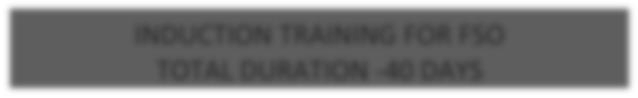 INDUCTION TRAINING FOR FSO
TOTAL DURATION -40 DAYS